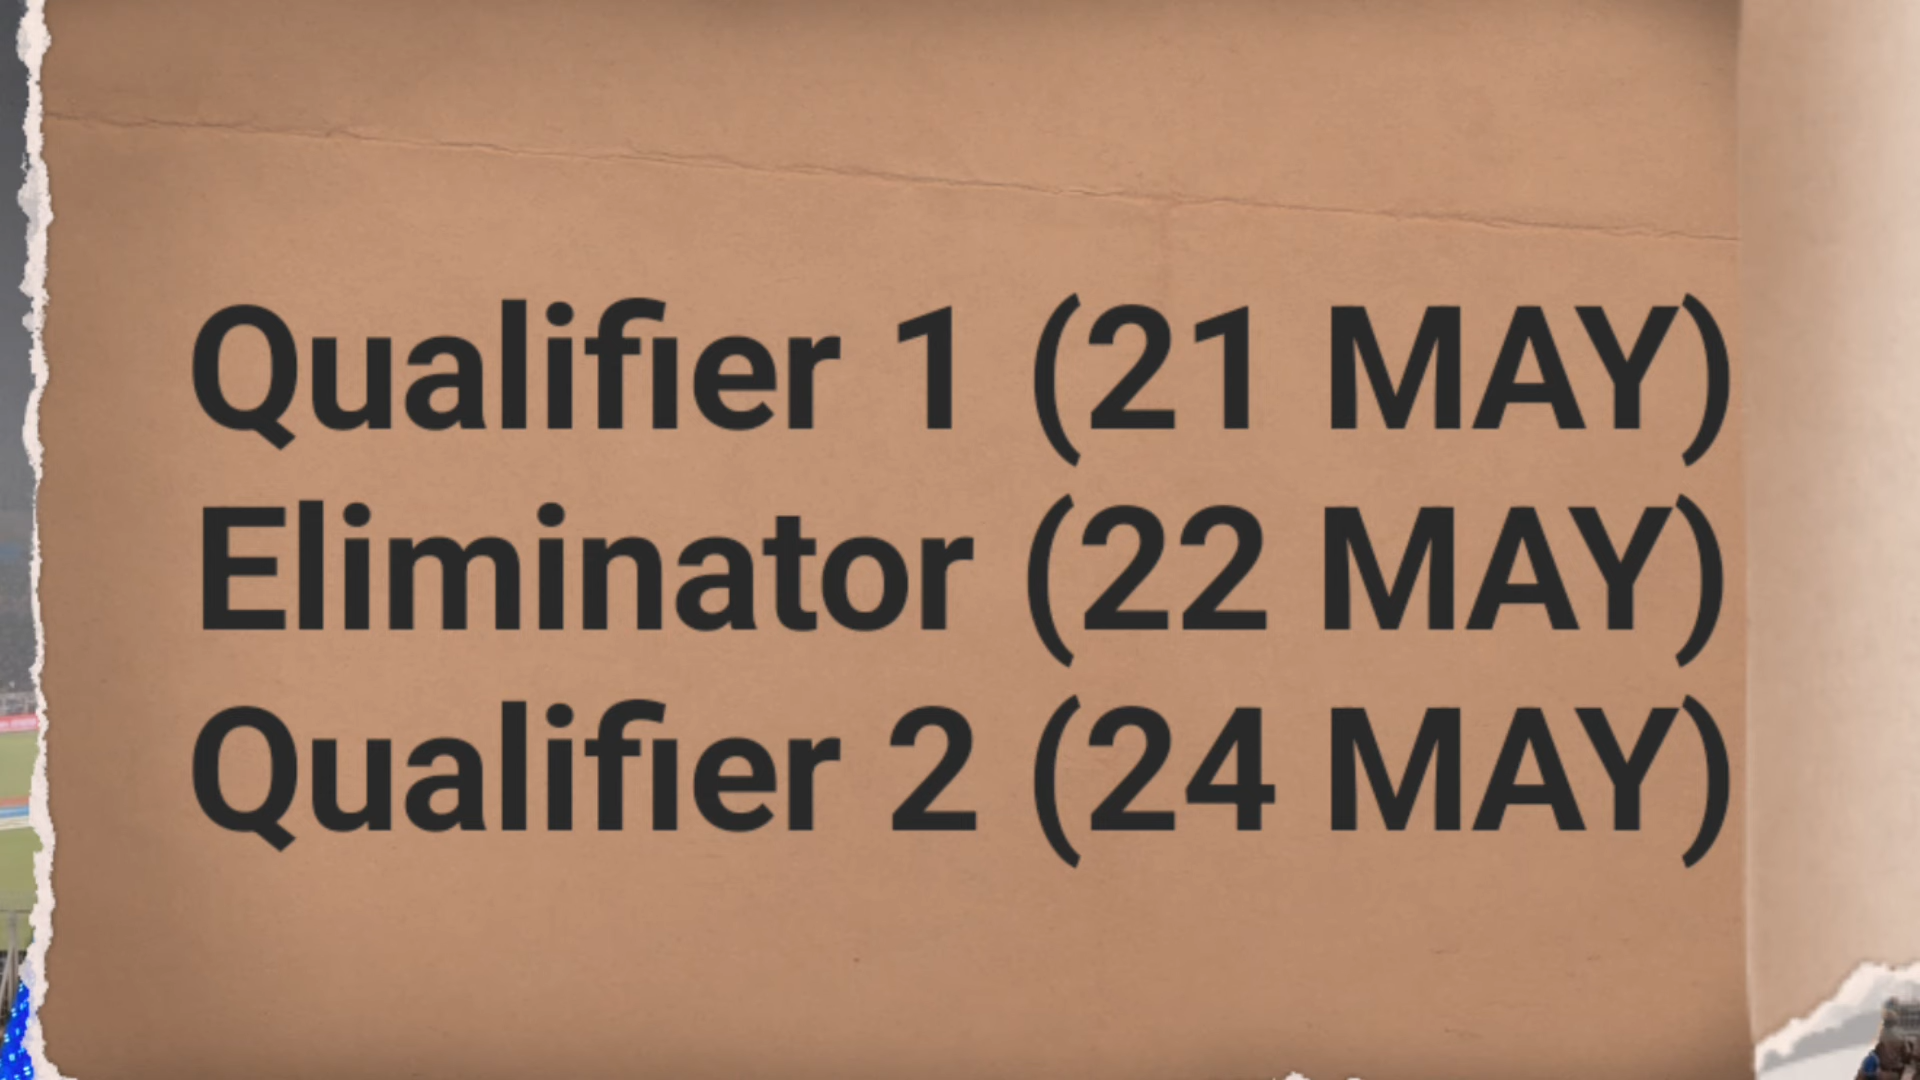 Qualifier 1 (21 MAY)
Eliminator (22 MAY)
Qualifier 2 (24 MAY)